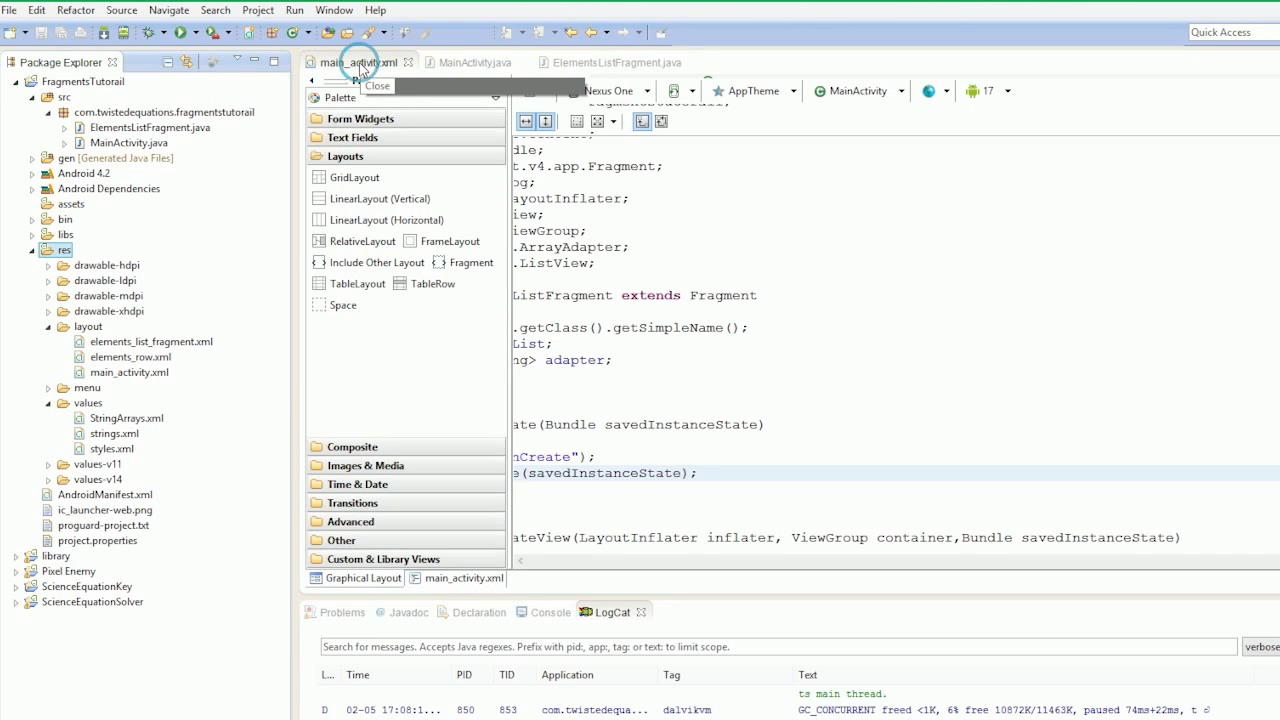 File Edit Refactor Source Navigate Search Project Run Window Help
Quick Access
Package Explorer
FragmentsTutorail
src
com.twistedequations.fragmentstutorail
ElementsListFragment.java
MainActivity.java
gen [Generated Java Files]
Android 4.2
Android Dependencies
assets
bin
libs
res
drawable-hdpi
drawable-ldpi
drawable-mdpi
drawable-xhdpi
layout
elements_list_fragment.xml
elements_row.xml
main_activity.xml
menu
values
StringArrays.xml
strings.xml
styles.xml
values-v11
values-v14
AndroidManifest.xml
ic_launcher-web.png
proguard-project.txt
project.properties
library
Pixel Enemy
ScienceEquationKey
ScienceEquationSolver
main_activity.xml MainActivity.java ElementsListFragment.java
Close
Nexus One AppTheme MainActivity 17
Palette
Form Widgets
Text Fields
Layouts
GridLayout
LinearLayout (Vertical)
LinearLayout (Horizontal)
RelativeLayout FrameLayout
Include Other Layout Fragment
TableLayout TableRow
Space
Composite
Images & Media
Time & Date
Transitions
Advanced
Other
Custom & Library Views
Graphical Layout main_activity.xml
dle;
t.v4.app.Fragment;
og;
ayoutInflater;
iew;
iewGroup;
.ArrayAdapter;
.ListView;
ListFragment extends Fragment
.getClass().getSimpleName();
List;
ng> adapter;
ate(Bundle savedInstanceState)
nCreate");
e(savedInstanceState);
ateView(LayoutInflater inflater, ViewGroup container,Bundle savedInstanceState)
Problems Javadoc Declaration Console LogCat
Search for messages. Accepts Java regexes. Prefix with pid:, app:, tag: or text: to limit scope.
verbose
L... Time PID TID Application Tag Text
ts main thread.
D 02-05 17:08:1... 850 853 com.twistedequa... dalvikvm GC_CONCURRENT freed <1K, 6% free 10872K/11463K, paused 74ms+22ms, t